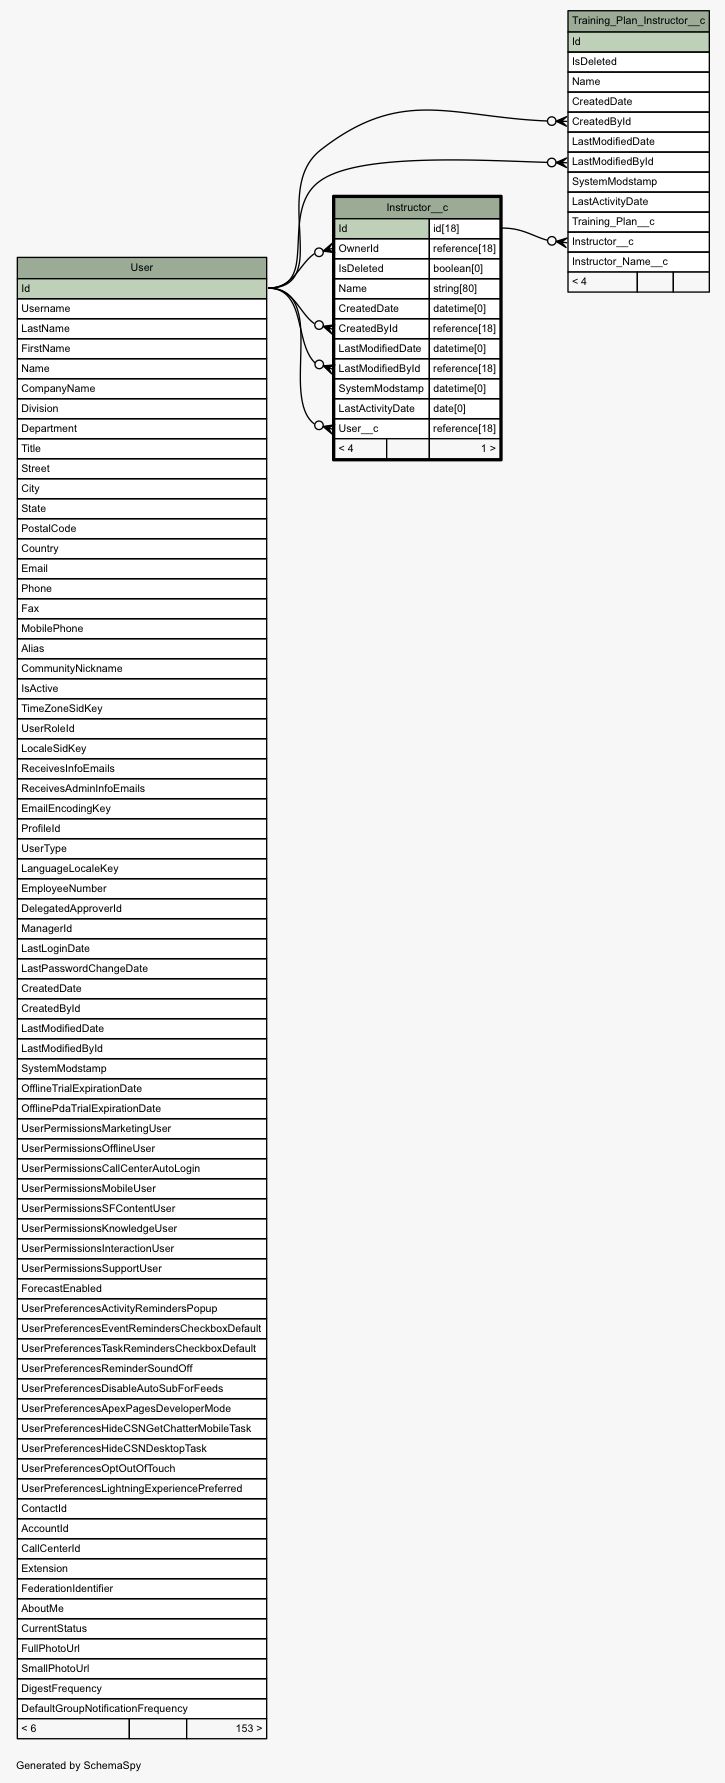 Training_Plan_Instructor__c
Id
IsDeleted
Name
CreatedDate
CreatedById
LastModifiedDate
LastModifiedById
SystemModstamp
LastActivityDate
Training_Plan__c
Instructor__c
Instructor_Name__c
< 4
Instructor__c
Id id[18]
OwnerId reference[18]
IsDeleted boolean[0]
Name string[80]
CreatedDate datetime[0]
CreatedById reference[18]
LastModifiedDate datetime[0]
LastModifiedById reference[18]
SystemModstamp datetime[0]
LastActivityDate date[0]
User__c reference[18]
< 4 1 >
User
Id
Username
LastName
FirstName
Name
CompanyName
Division
Department
Title
Street
City
State
PostalCode
Country
Email
Phone
Fax
MobilePhone
Alias
CommunityNickname
IsActive
TimeZoneSidKey
UserRoleId
LocaleSidKey
ReceivesInfoEmails
ReceivesAdminInfoEmails
EmailEncodingKey
ProfileId
UserType
LanguageLocaleKey
EmployeeNumber
DelegatedApproverId
ManagerId
LastLoginDate
LastPasswordChangeDate
CreatedDate
CreatedById
LastModifiedDate
LastModifiedById
SystemModstamp
OfflineTrialExpirationDate
OfflinePdaTrialExpirationDate
UserPermissionsMarketingUser
UserPermissionsOfflineUser
UserPermissionsCallCenterAutoLogin
UserPermissionsMobileUser
UserPermissionsSFContentUser
UserPermissionsKnowledgeUser
UserPermissionsInteractionUser
UserPermissionsSupportUser
ForecastEnabled
UserPreferencesActivityRemindersPopup
UserPreferencesEventRemindersCheckboxDefault
UserPreferencesTaskRemindersCheckboxDefault
UserPreferencesReminderSoundOff
UserPreferencesDisableAutoSubForFeeds
UserPreferencesApexPagesDeveloperMode
UserPreferencesHideCSNGetChatterMobileTask
UserPreferencesHideCSNDesktopTask
UserPreferencesOptOutOfTouch
UserPreferencesLightningExperiencePreferred
ContactId
AccountId
CallCenterId
Extension
FederationIdentifier
AboutMe
CurrentStatus
FullPhotoUrl
SmallPhotoUrl
DigestFrequency
DefaultGroupNotificationFrequency
< 6 153 >
Generated by SchemaSpy